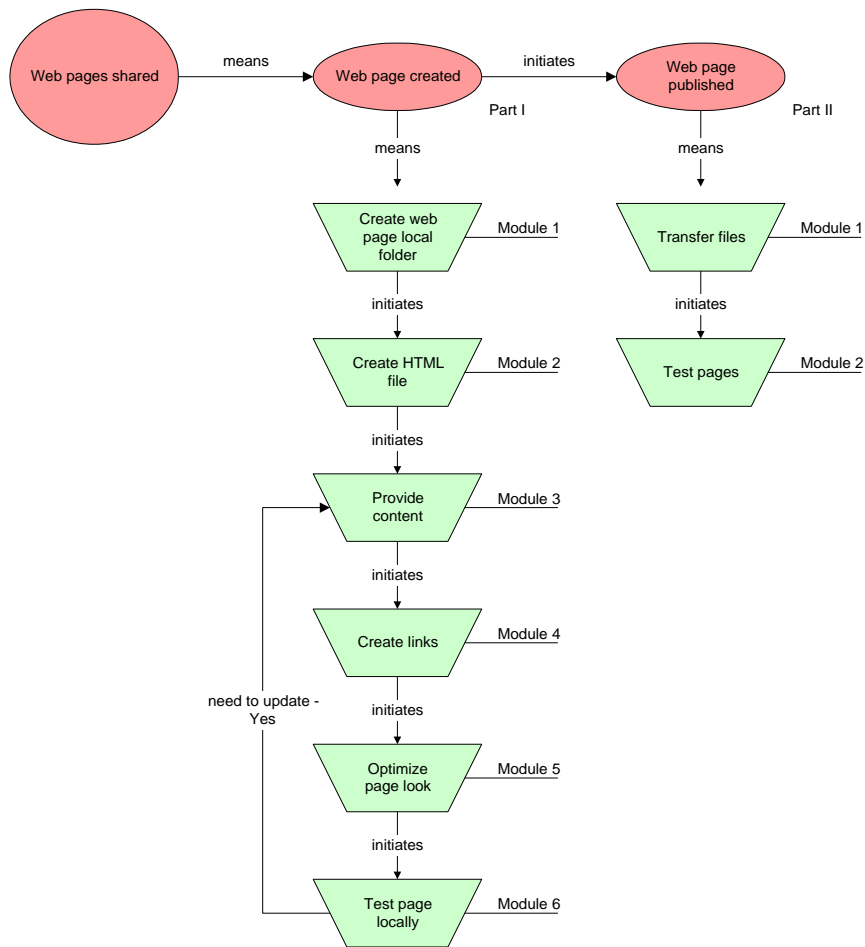 Web pages shared
means
Web page created
initiates
Web page
published
Part I
Part II
means
means
Create web
page local
folder
Module 1
Transfer files
Module 1
initiates
initiates
Create HTML
file
Module 2
Test pages
Module 2
initiates
Provide
content
Module 3
initiates
Create links
Module 4
need to update -
Yes
initiates
Optimize
page look
Module 5
initiates
Test page
locally
Module 6